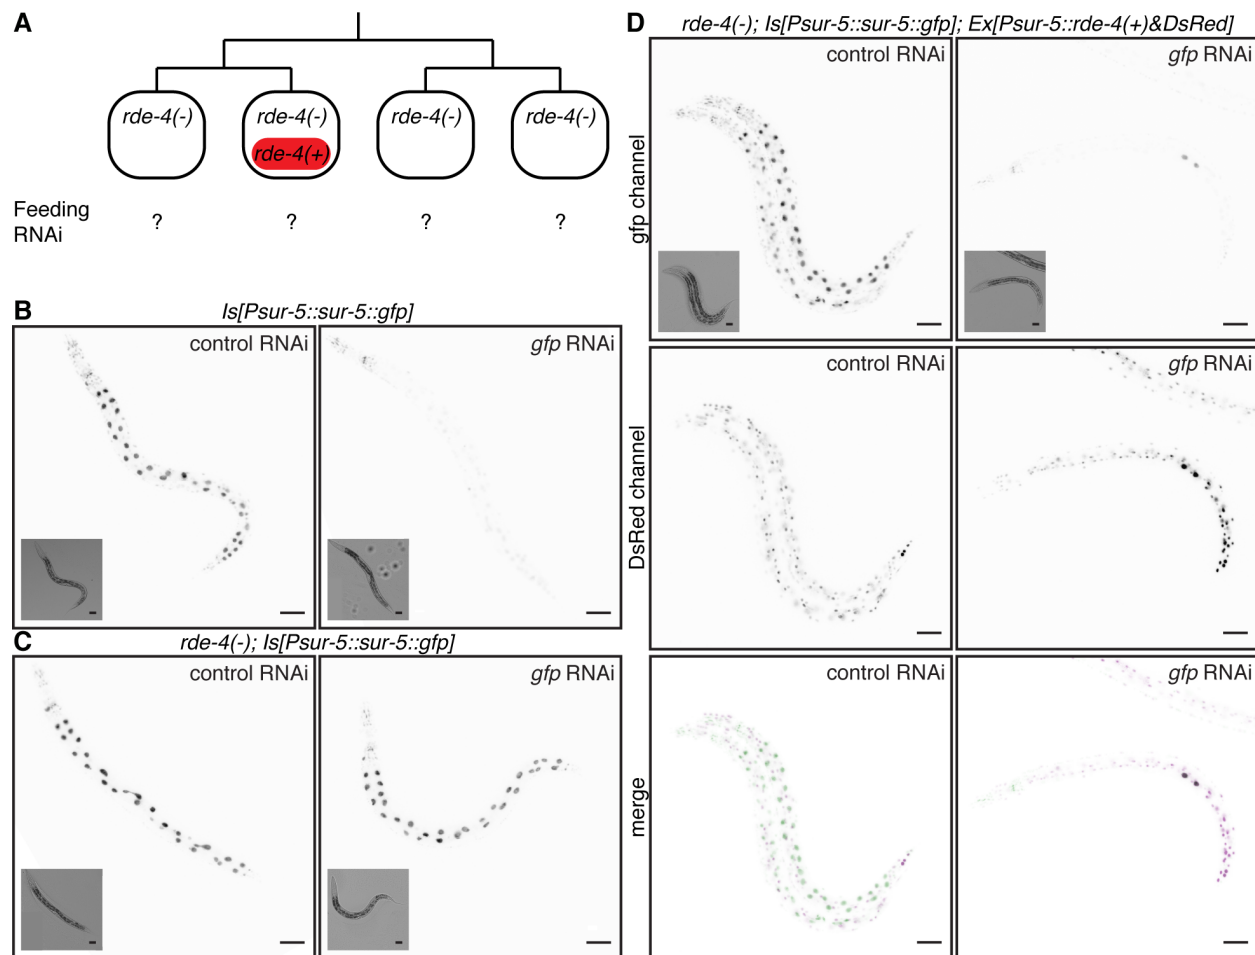 A
rde-4(-)
rde-4(-)
rde-4(-)
rde-4(-)
rde-4(+)
Feeding
RNAi
?
?
?
?
B
Is[Psur-5::sur-5::gfp]
control RNAi
gfp RNAi
C
rde-4(-); Is[Psur-5::sur-5::gfp]
control RNAi
gfp RNAi
D
rde-4(-); Is[Psur-5::sur-5::gfp]; Ex[Psur-5::rde-4(+)&DsRed]
gfp channel
control RNAi
gfp RNAi
DsRed channel
control RNAi
gfp RNAi
merge
control RNAi
gfp RNAi